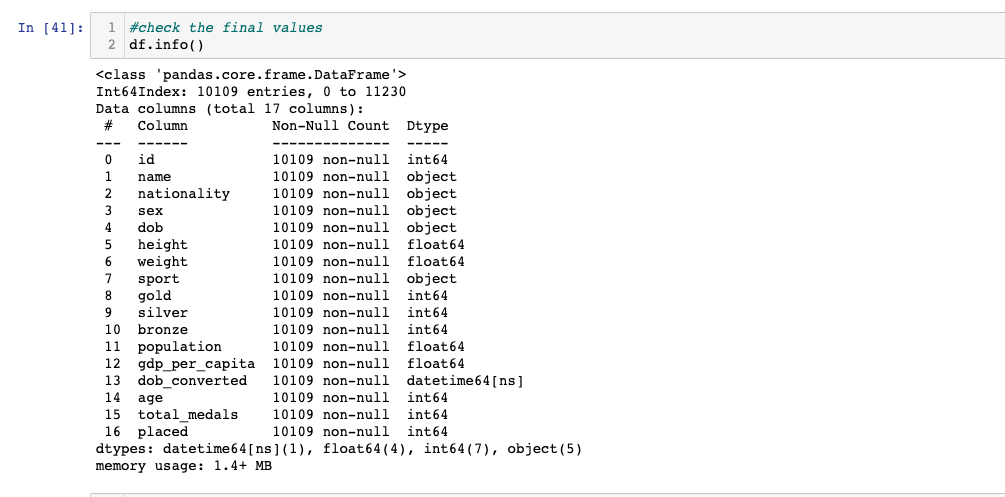 In [41]:
1 #check the final values
2 df.info()
<class 'pandas.core.frame.DataFrame'>
Int64Index: 10109 entries, 0 to 11230
Data columns (total 17 columns):
 #   Column          Non-Null Count  Dtype
---  ------          --------------  -----
 0   id              10109 non-null  int64
 1   name            10109 non-null  object
 2   nationality     10109 non-null  object
 3   sex             10109 non-null  object
 4   dob             10109 non-null  object
 5   height          10109 non-null  float64
 6   weight          10109 non-null  float64
 7   sport           10109 non-null  object
 8   gold            10109 non-null  int64
 9   silver          10109 non-null  int64
 10  bronze          10109 non-null  int64
 11  population      10109 non-null  float64
 12  gdp_per_capita  10109 non-null  float64
 13  dob_converted   10109 non-null  datetime64[ns]
 14  age             10109 non-null  int64
 15  total_medals    10109 non-null  int64
 16  placed          10109 non-null  int64
dtypes: datetime64[ns](1), float64(4), int64(7), object(5)
memory usage: 1.4+ MB